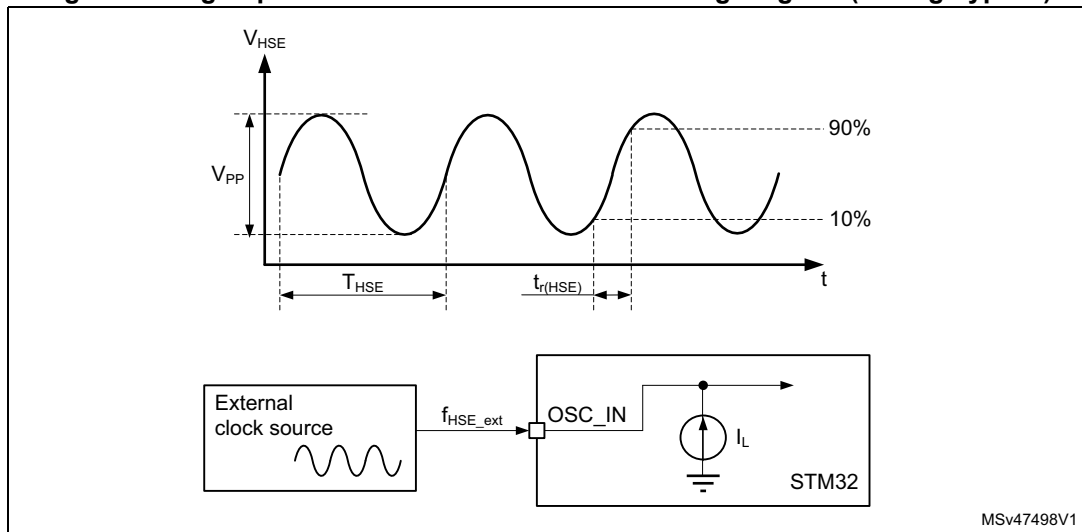 V_HSE
90%
V_PP
10%
t
T_HSE
t_r(HSE)
External
clock source
f_HSE_ext
OSC_IN
I_L
STM32
MSv47498V1